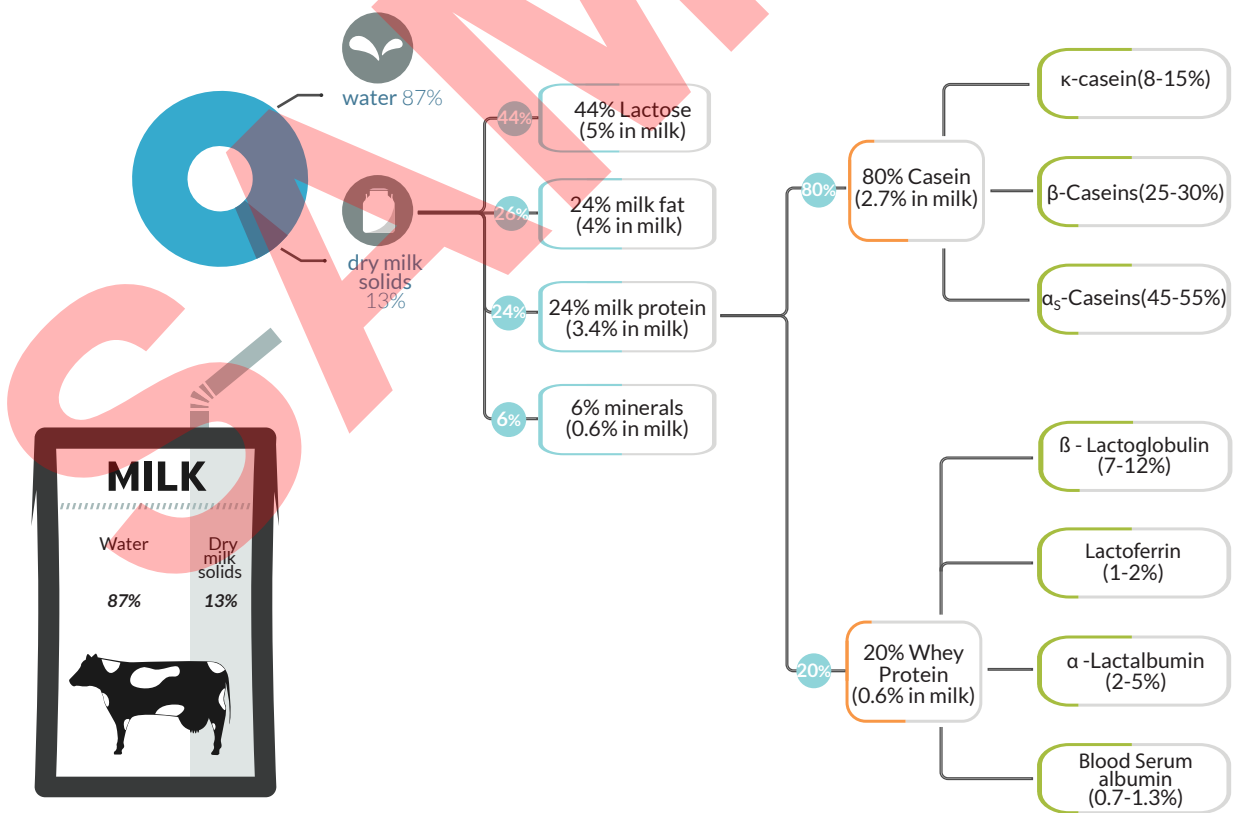 water 87%
dry milk
solids
13%
44%
44% Lactose
(5% in milk)
26%
24% milk fat
(4% in milk)
24%
24% milk protein
(3.4% in milk)
6%
6% minerals
(0.6% in milk)
80%
80% Casein
(2.7% in milk)
κ-casein(8-15%)
β-Caseins(25-30%)
αS-Caseins(45-55%)
20%
20% Whey
Protein
(0.6% in milk)
ß - Lactoglobulin
(7-12%)
Lactoferrin
(1-2%)
α -Lactalbumin
(2-5%)
Blood Serum
albumin
(0.7-1.3%)
MILK
Water
87%
Dry
milk
solids
13%